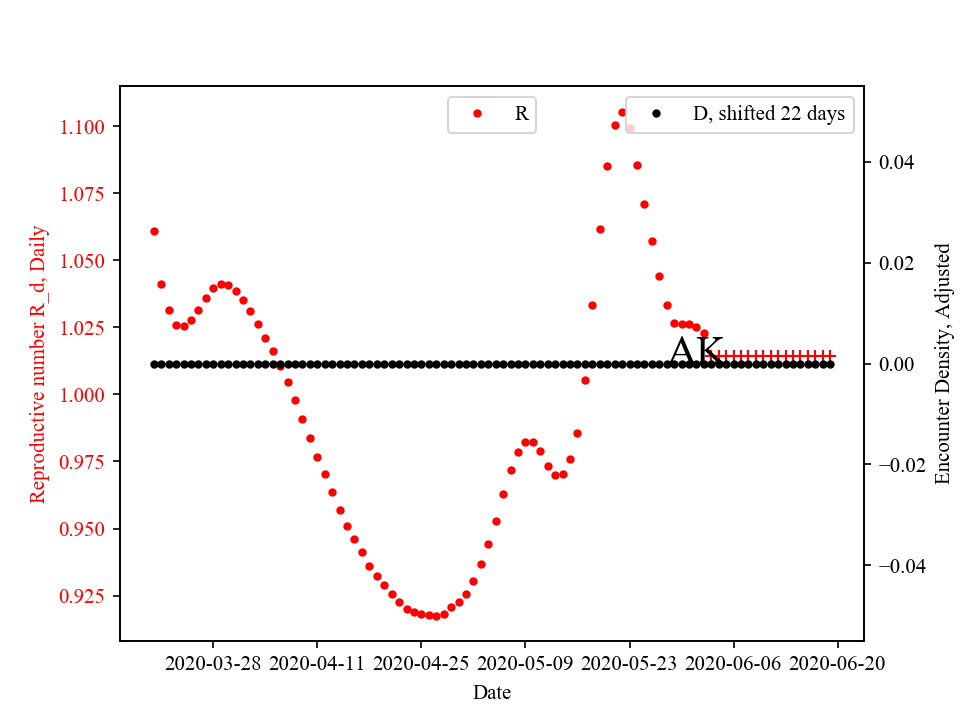 R
D, shifted 22 days
1.100
1.075
1.050
1.025
1.000
0.975
0.950
0.925
Reproductive number R_d, Daily
0.04
0.02
0.00
−0.02
−0.04
Encounter Density, Adjusted
AK
2020-03-28 2020-04-11 2020-04-25 2020-05-09 2020-05-23 2020-06-06 2020-06-20
Date